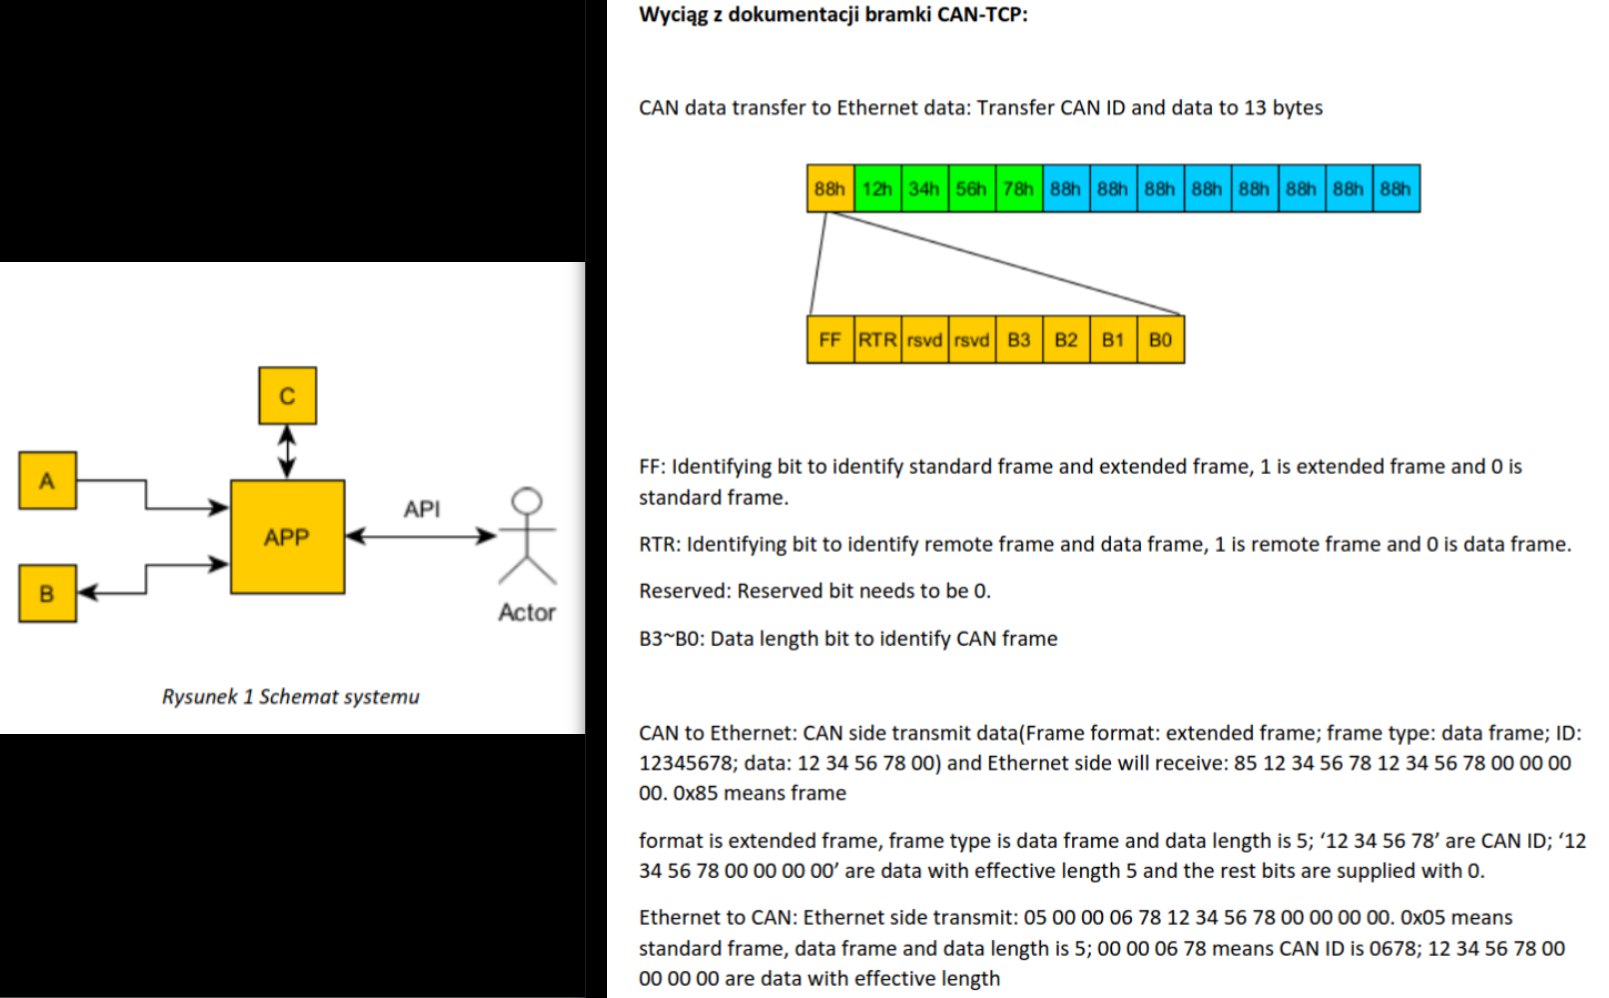 C
A
APP
API
B
Actor
Rysunek 1 Schemat systemu
Wyciąg z dokumentacji bramki CAN-TCP:
CAN data transfer to Ethernet data: Transfer CAN ID and data to 13 bytes
88h 12h 34h 56h 78h 88h 88h 88h 88h 88h 88h 88h 88h
FF RTR rsvd rsvd B3 B2 B1 B0
FF: Identifying bit to identify standard frame and extended frame, 1 is extended frame and 0 is
standard frame.
RTR: Identifying bit to identify remote frame and data frame, 1 is remote frame and 0 is data frame.
Reserved: Reserved bit needs to be 0.
B3~B0: Data length bit to identify CAN frame
CAN to Ethernet: CAN side transmit data(Frame format: extended frame; frame type: data frame; ID:
12345678; data: 12 34 56 78 00) and Ethernet side will receive: 85 12 34 56 78 12 34 56 78 00 00 00
00. 0x85 means frame
format is extended frame, frame type is data frame and data length is 5; ‘12 34 56 78’ are CAN ID; ‘12
34 56 78 00 00 00 00’ are data with effective length 5 and the rest bits are supplied with 0.
Ethernet to CAN: Ethernet side transmit: 05 00 00 06 78 12 34 56 78 00 00 00 00. 0x05 means
standard frame, data frame and data length is 5; 00 00 06 78 means CAN ID is 0678; 12 34 56 78 00
00 00 00 are data with effective length